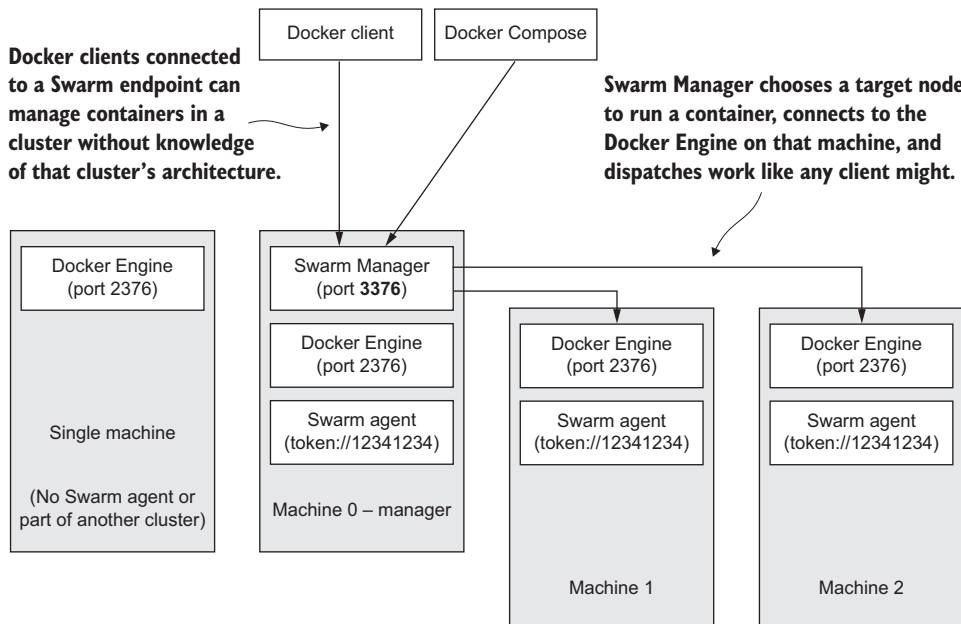 Docker client
Docker Compose
Docker clients connected
to a Swarm endpoint can
manage containers in a
cluster without knowledge
of that cluster's architecture.
Swarm Manager chooses a target node
to run a container, connects to the
Docker Engine on that machine, and
dispatches work like any client might.
Docker Engine
(port 2376)
Single machine
(No Swarm agent or
part of another cluster)
Swarm Manager
(port 3376)
Docker Engine
(port 2376)
Swarm agent
(token://12341234)
Machine 0 – manager
Docker Engine
(port 2376)
Swarm agent
(token://12341234)
Machine 1
Docker Engine
(port 2376)
Swarm agent
(token://12341234)
Machine 2